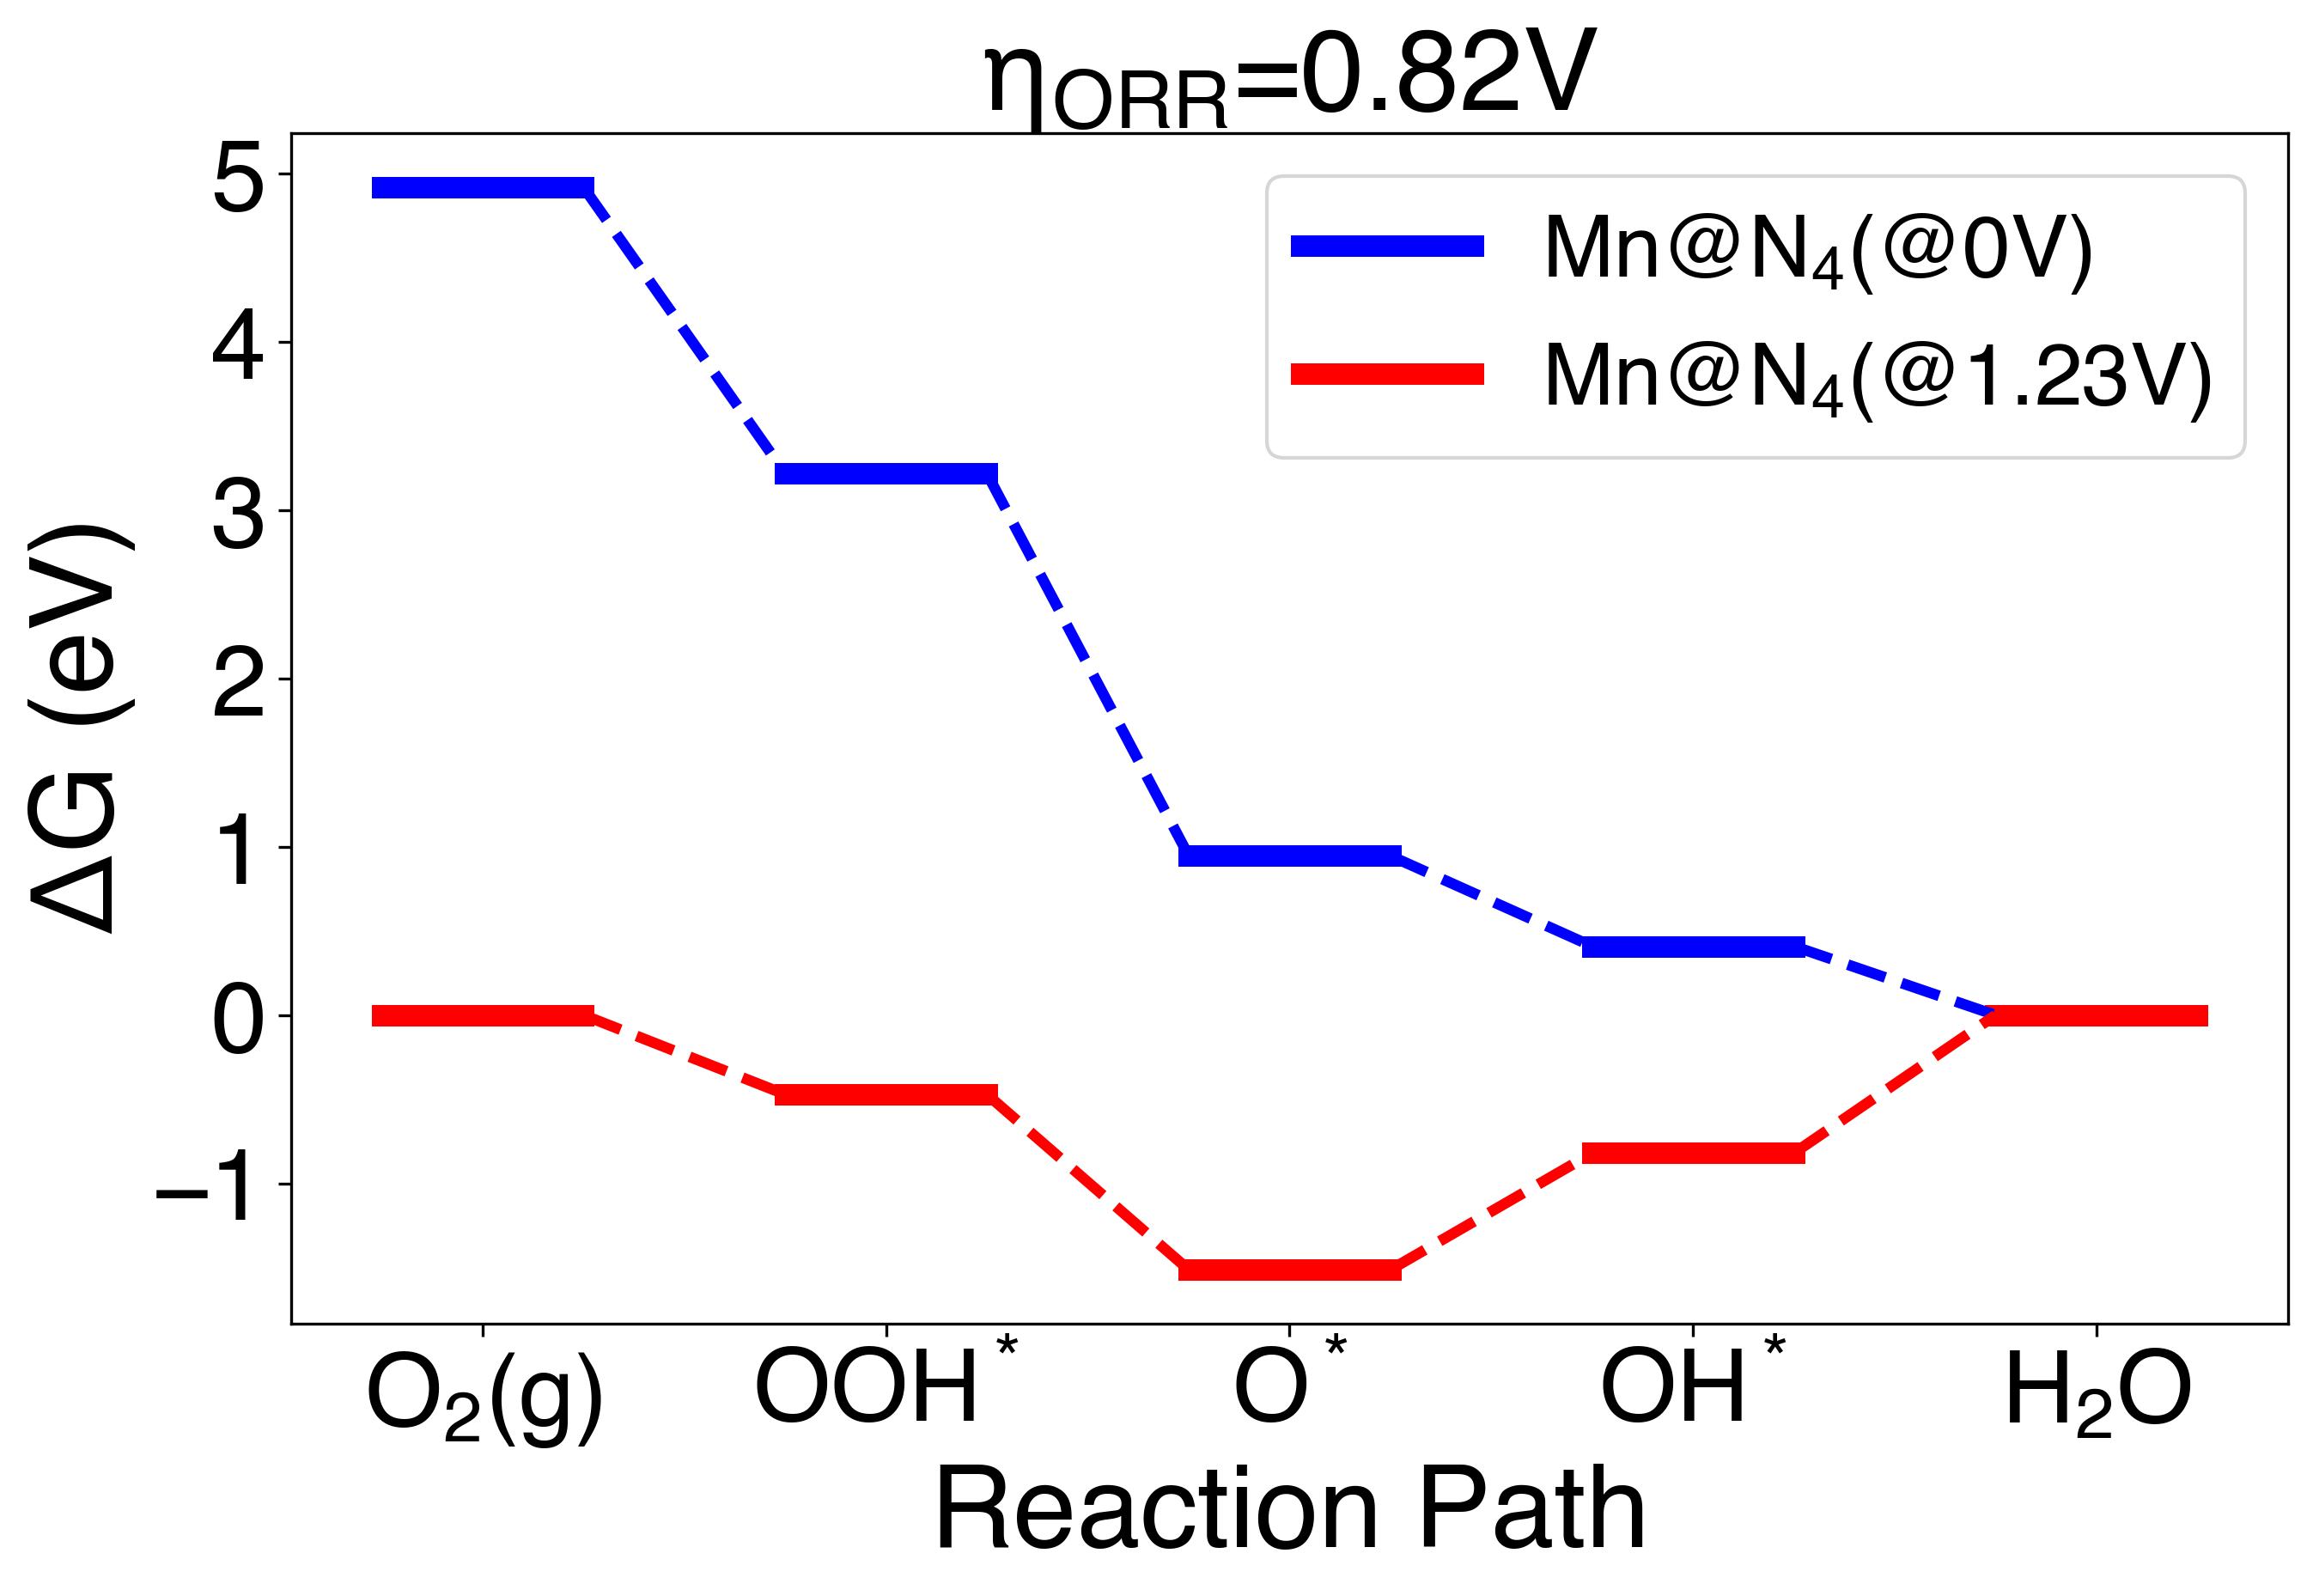 η_ORR=0.82V
Mn@N₄(@0V)
Mn@N₄(@1.23V)
ΔG (eV)
5
4
3
2
1
0
−1
O₂(g) OOH* O* OH* H₂O
Reaction Path